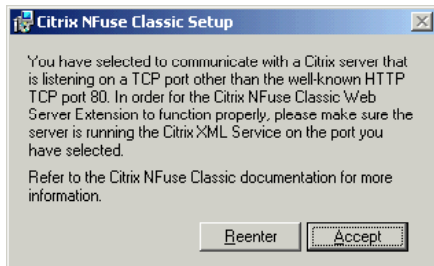 Citrix NFuse Classic Setup
You have selected to communicate with a Citrix server that
is listening on a TCP port other than the well-known HTTP
TCP port 80. In order for the Citrix NFuse Classic Web
Server Extension to function properly, please make sure the
server is running the Citrix XML Service on the port you
have selected.
Refer to the Citrix NFuse Classic documentation for more
information.
Reenter Accept